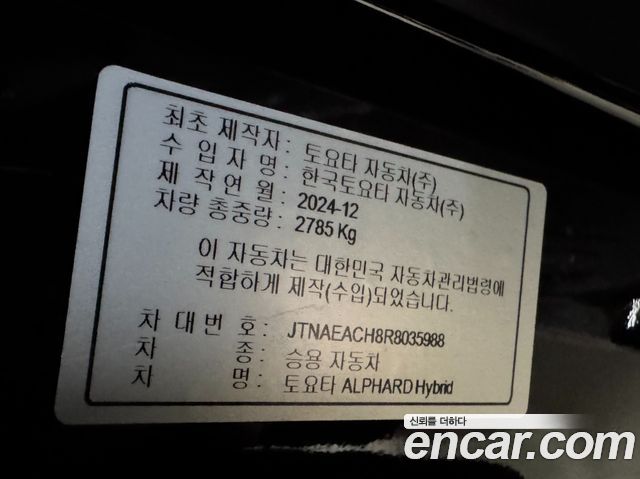 최초 제작자 : 토요타 자동차(주)
수 입 자 명 : 한국토요타 자동차(주)
제 작 연 월 : 2024-12
차량 총중량 : 2785 Kg
이 자동차는 대한민국 자동차관리법령에
적합하게 제작(수입)되었습니다.
차 대 번 호 : JTNAEACH8R8035988
차 종 : 승용 자동차
차 명 : 토요타 ALPHARD Hybrid
신뢰를 더하다
encar.com